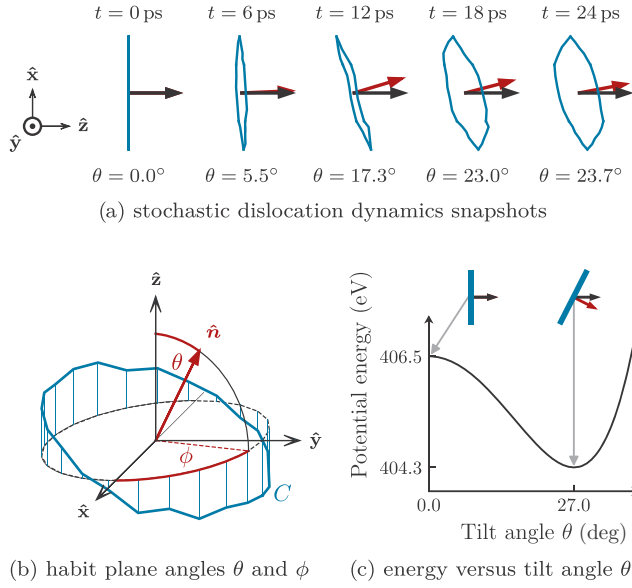 t = 0 ps t = 6 ps t = 12 ps t = 18 ps t = 24 ps
x̂
ẑ
ŷ
θ = 0.0° θ = 5.5° θ = 17.3° θ = 23.0° θ = 23.7°
(a) stochastic dislocation dynamics snapshots
ẑ
n̂
θ
ŷ
ϕ
x̂
C
(b) habit plane angles θ and ϕ
Potential energy (eV)
406.5
404.3
0.0 27.0
Tilt angle θ (deg)
(c) energy versus tilt angle θ